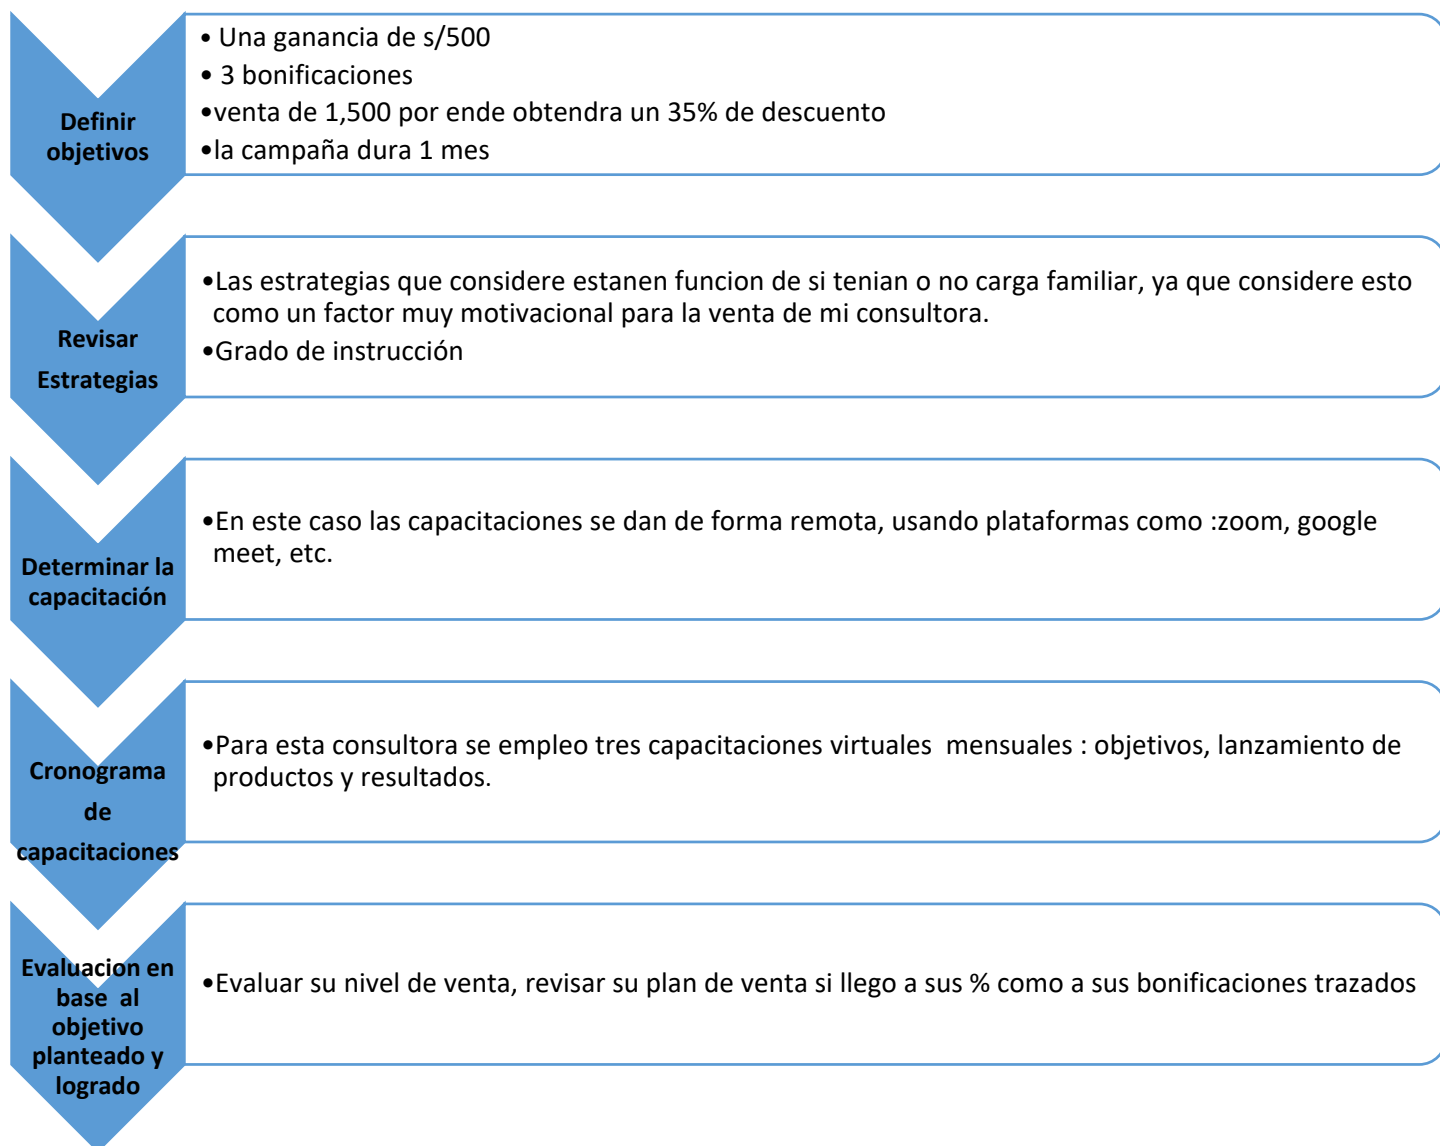 Definir
objetivos
• Una ganancia de s/500
• 3 bonificaciones
•venta de 1,500 por ende obtendra un 35% de descuento
•la campaña dura 1 mes
Revisar
Estrategias
•Las estrategias que considere estanen funcion de si tenian o no carga familiar, ya que considere esto
como un factor muy motivacional para la venta de mi consultora.
•Grado de instrucción
Determinar la
capacitación
•En este caso las capacitaciones se dan de forma remota, usando plataformas como :zoom, google
meet, etc.
Cronograma
de
capacitaciones
•Para esta consultora se empleo tres capacitaciones virtuales  mensuales : objetivos, lanzamiento de
productos y resultados.
Evaluacion en
base  al
objetivo
planteado y
logrado
•Evaluar su nivel de venta, revisar su plan de venta si llego a sus % como a sus bonificaciones trazados